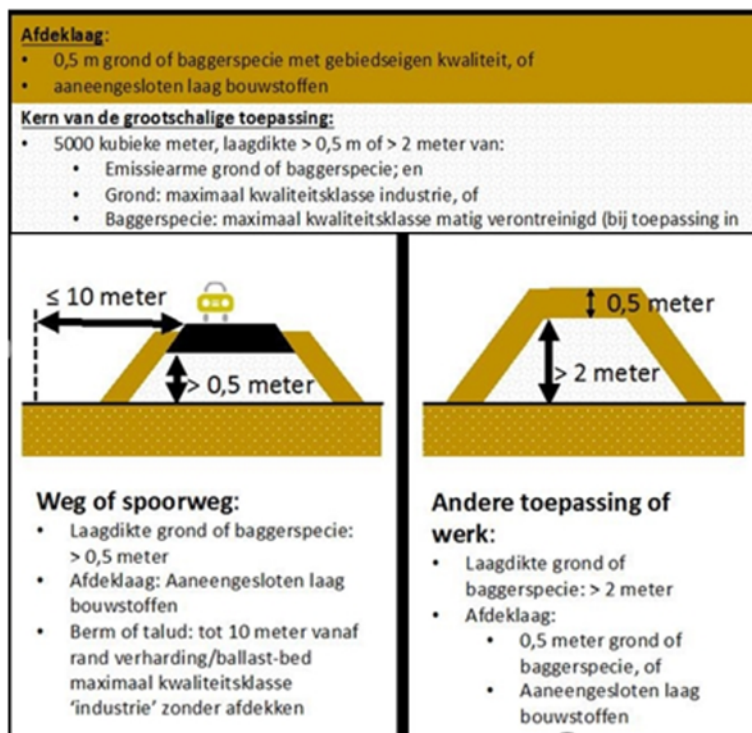 Afdeklaag:
• 0,5 m grond of baggerspecie met gebiedseigen kwaliteit, of
• aaneengesloten laag bouwstoffen
Kern van de grootschalige toepassing:
• 5000 kubieke meter, laagdikte > 0,5 m of > 2 meter van:
• Emissiearme grond of baggerspecie; en
• Grond: maximaal kwaliteitsklasse industrie, of
• Baggerspecie: maximaal kwaliteitsklasse matig verontreinigd (bij toepassing in
≤ 10 meter
> 0,5 meter
Weg of spoorweg:
• Laagdikte grond of baggerspecie:
> 0,5 meter
• Afdeklaag: Aaneengesloten laag
bouwstoffen
• Berm of talud: tot 10 meter vanaf
rand verharding/ballast-bed
maximaal kwaliteitsklasse
‘industrie’ zonder afdekken
0,5 meter
> 2 meter
Andere toepassing of
werk:
• Laagdikte grond of
baggerspecie: > 2 meter
• Afdeklaag:
• 0,5 meter grond of
baggerspecie, of
• Aaneengesloten laag
bouwstoffen